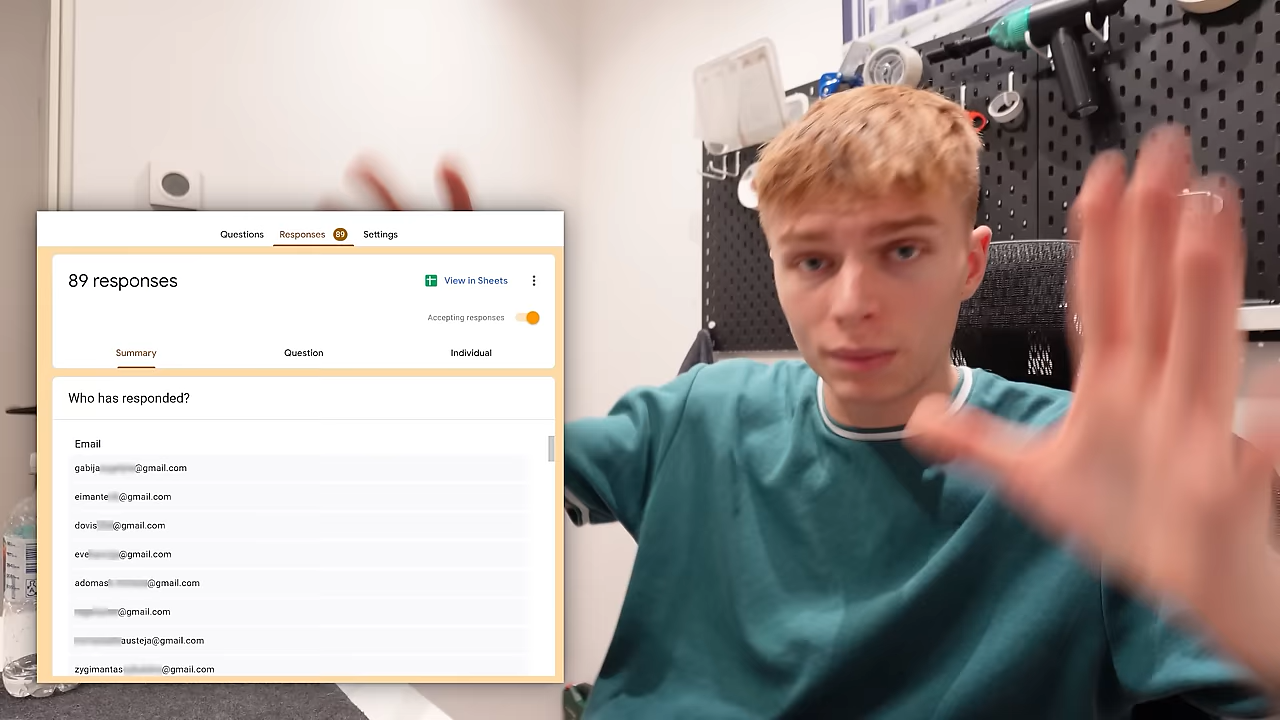 Questions Responses 89 Settings
89 responses
View in Sheets
Accepting responses
Summary Question Individual
Who has responded?
Email
gabija @gmail.com
eimante @gmail.com
dovis @gmail.com
eve @gmail.com
adomas @gmail.com
@gmail.com
austeja@gmail.com
zygimantas @gmail.com